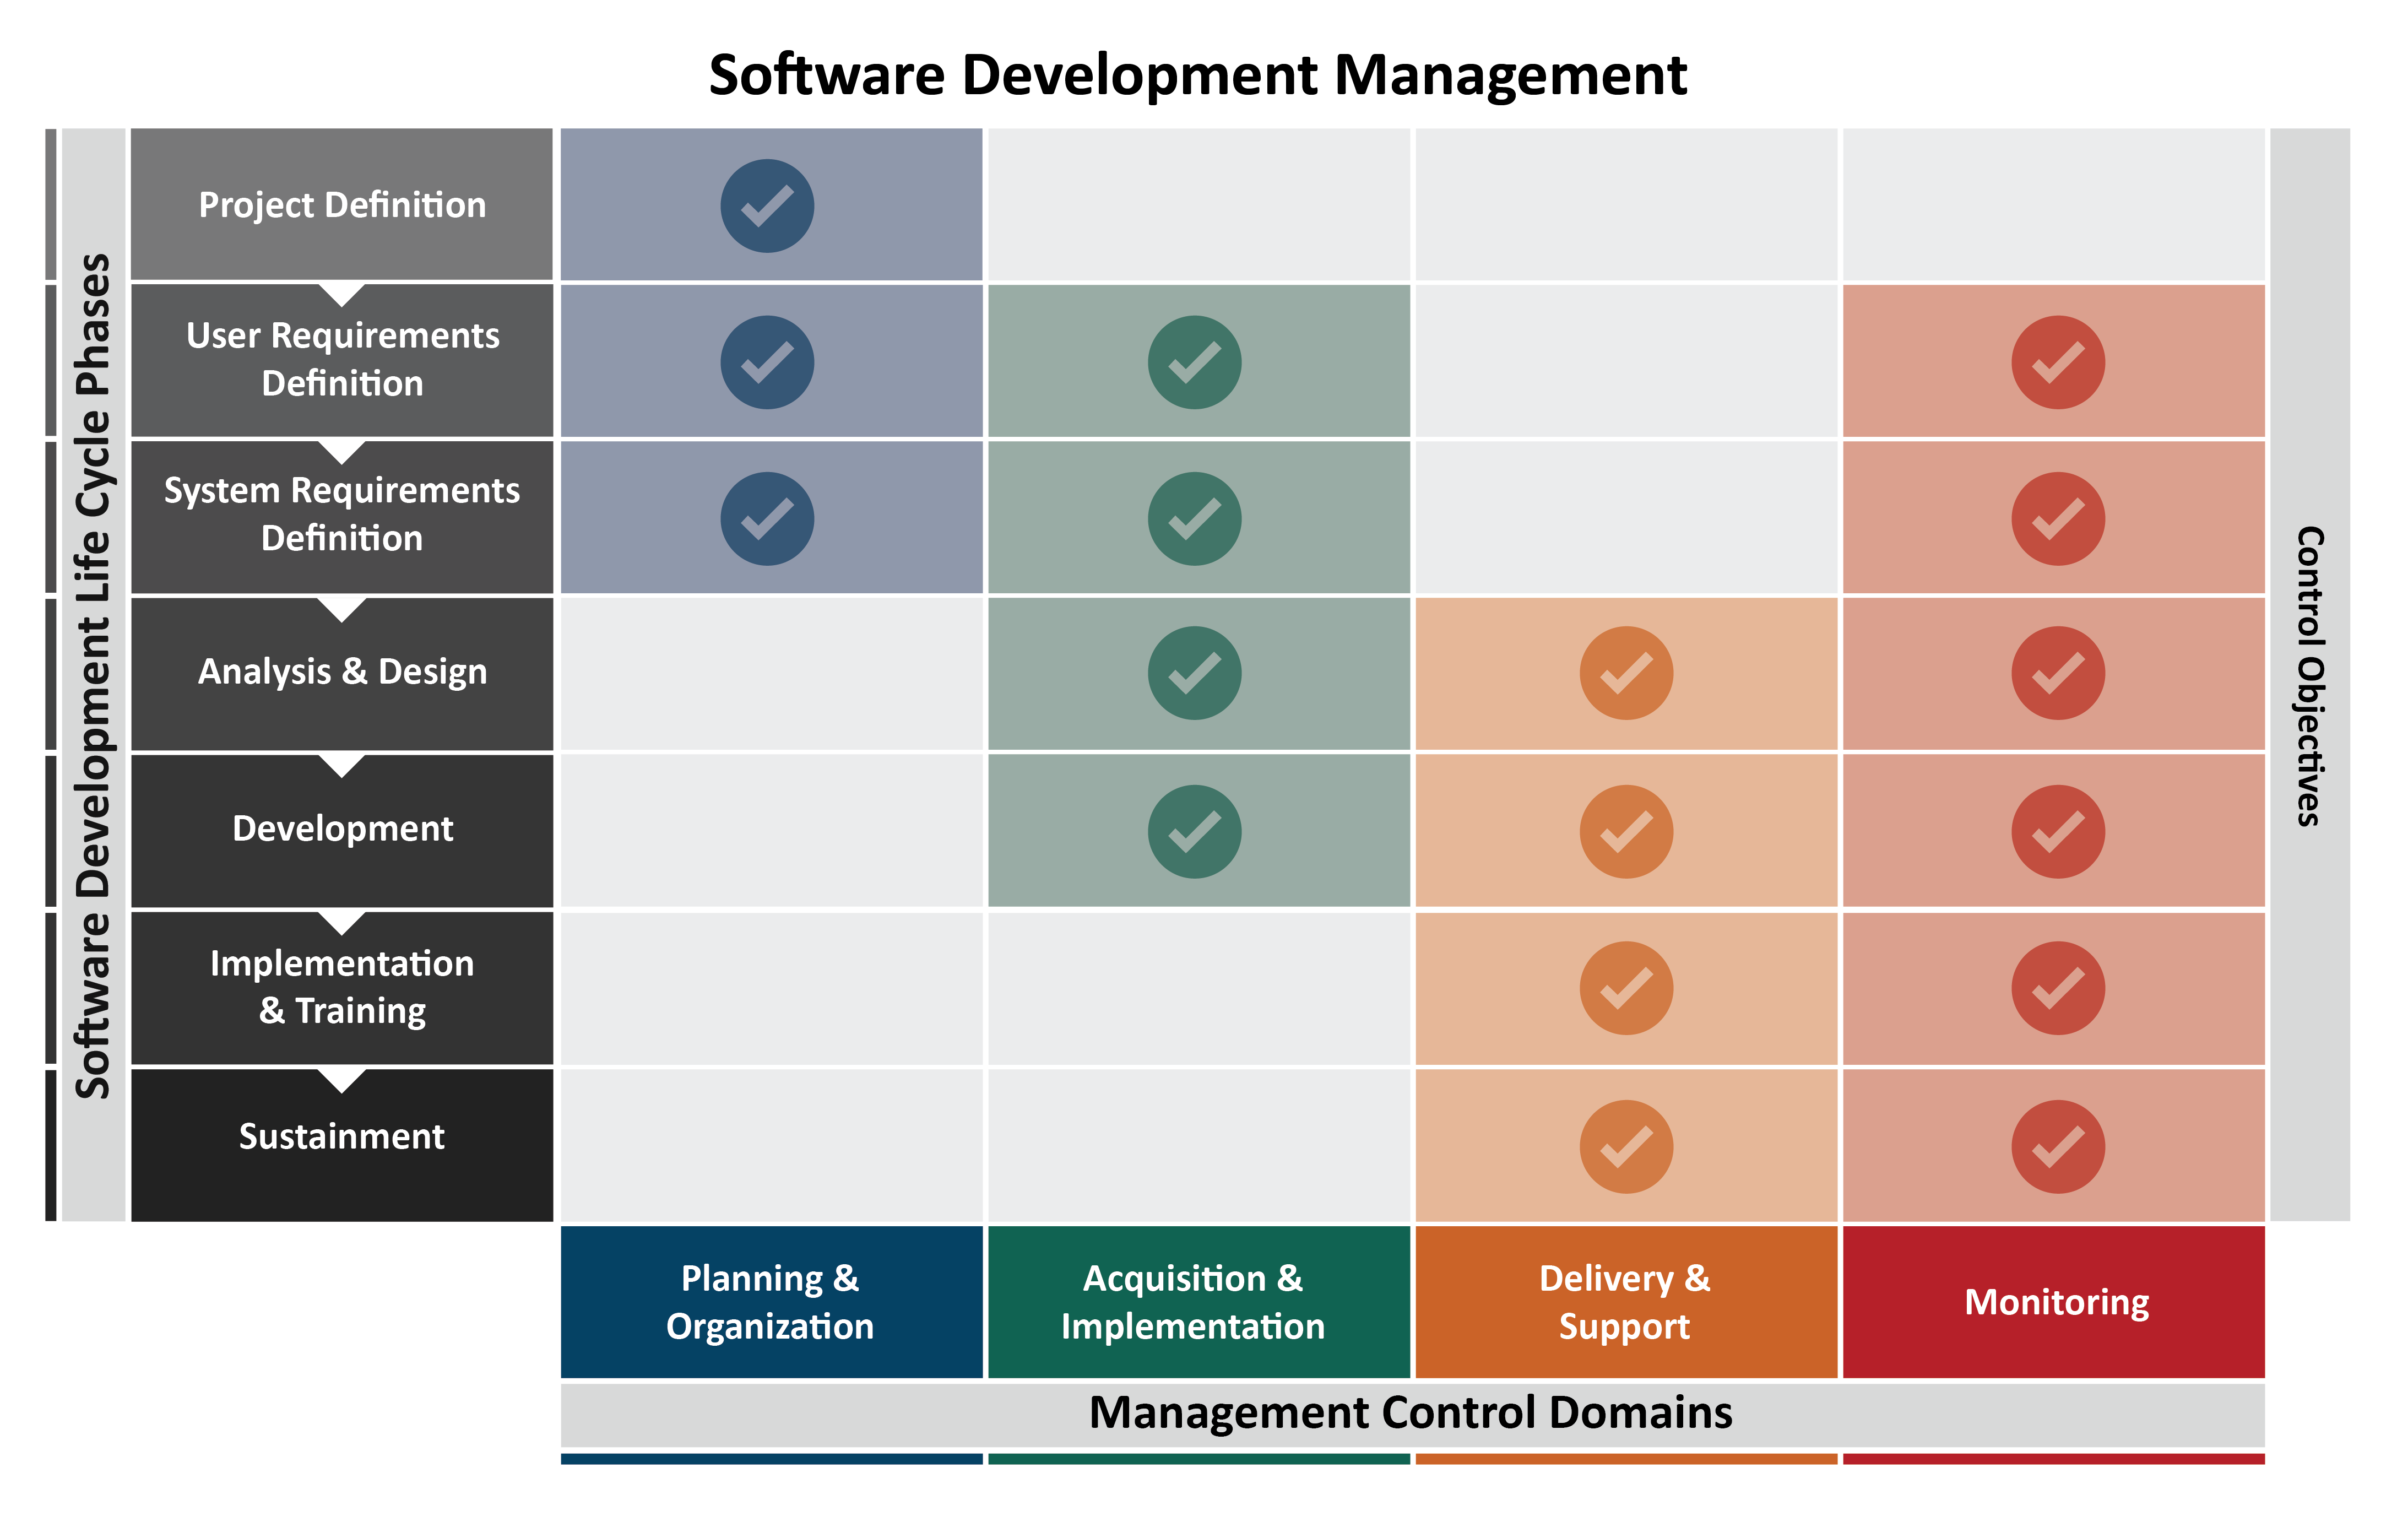 Software Development Management
Software Development Life Cycle Phases
Project Definition
User Requirements
Definition
System Requirements
Definition
Analysis & Design
Development
Implementation
& Training
Sustainment
Control Objectives
Planning &
Organization
Acquisition &
Implementation
Delivery &
Support
Monitoring
Management Control Domains